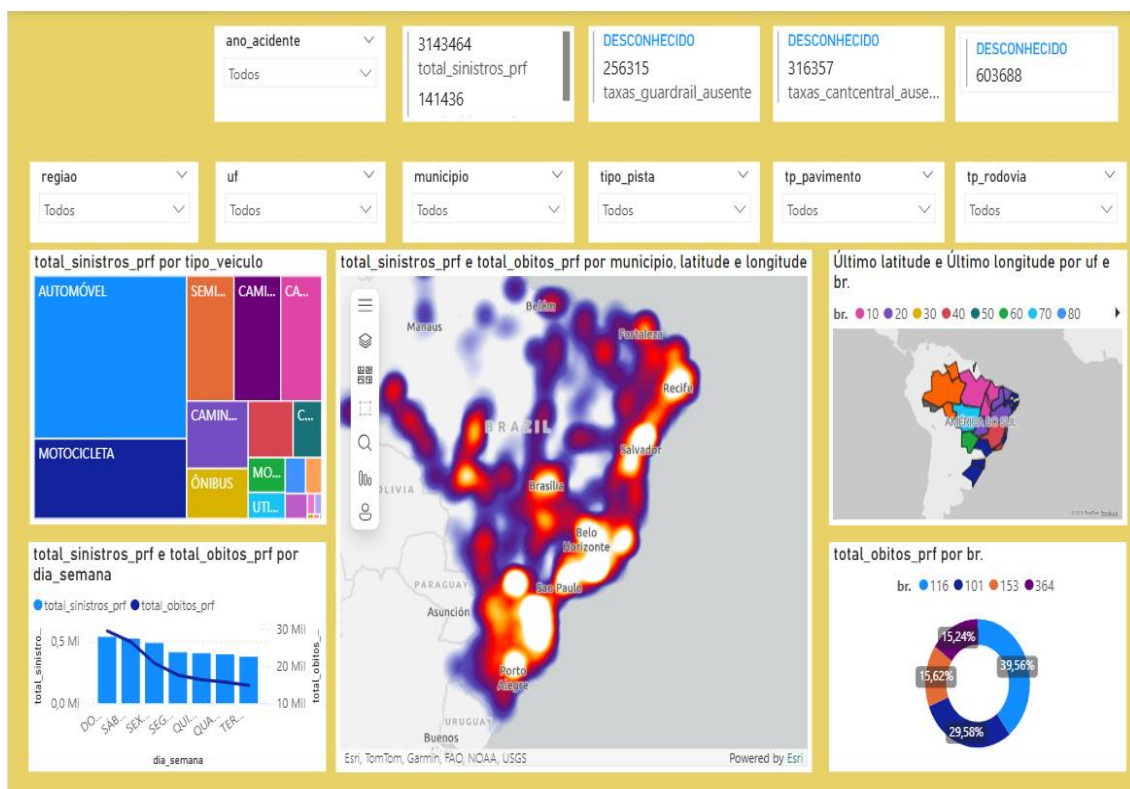 ano_acidente
Todos
3143464
total_sinistros_prf
141436
DESCONHECIDO
256315
taxas_guardrail_ausente
DESCONHECIDO
316357
taxas_cantcentral_ause...
DESCONHECIDO
603688
regiao
Todos
uf
Todos
municipio
Todos
tipo_pista
Todos
tp_pavimento
Todos
tp_rodovia
Todos
total_sinistros_prf por tipo_veiculo
AUTOMÓVEL
SEMI...
CAMI...
CA...
CAMIN...
C...
MOTOCICLETA
ÔNIBUS
MO...
UTI...
total_sinistros_prf e total_obitos_prf por municipio, latitude e longitude
Manaus
Belém
Fortaleza
Recife
BRAZIL
Salvador
OLIVIA
Brasília
Belo
Horizonte
PARAGUAY
Sao Paulo
Asunción
Porto
Alegre
URUGUAY
Buenos
Esri, TomTom, Garmin, FAO, NOAA, USGS
Powered by Esri
Último latitude e Último longitude por uf e
br.
br. 10 20 30 40 50 60 70 80
AMÉRICA DO SUL
total_sinistros_prf e total_obitos_prf por
dia_semana
total_sinistros_prf total_obitos_prf
total_sinistro...
0,5 Mi
0,0 Mi
30 Mil
20 Mil
10 Mil
total_obitos_...
DO...
SÁB...
SEX...
SEG...
QUI...
QUA...
TER...
dia_semana
total_obitos_prf por br.
br. 116 101 153 364
15,24%
39,56%
15,62%
29,58%